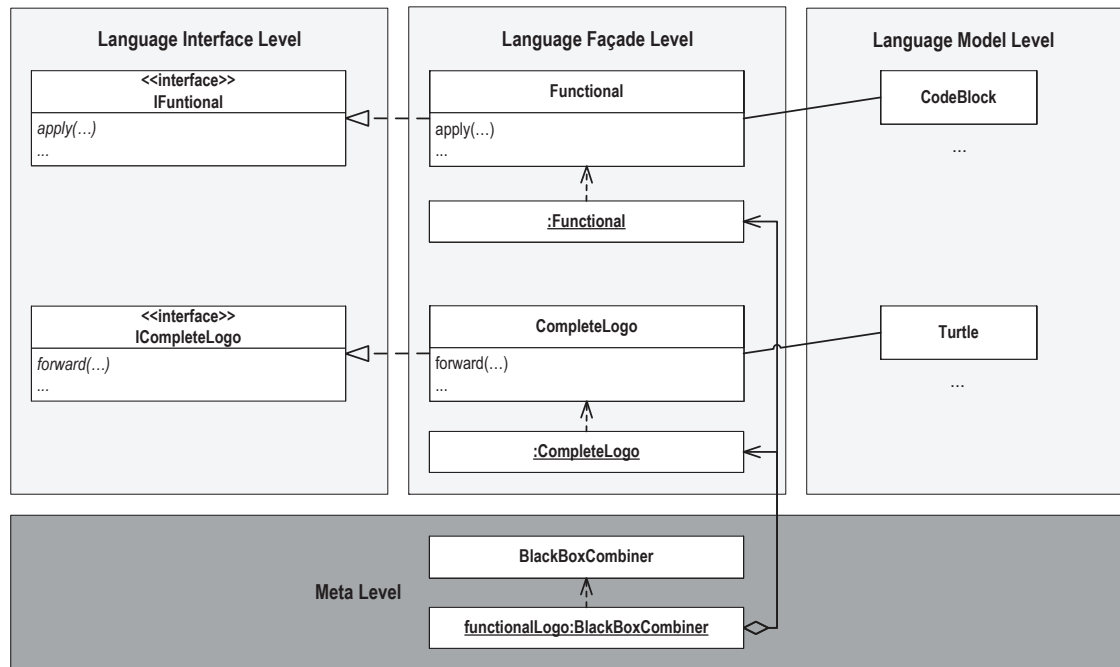 Language Interface Level
<<interface>>
IFuntional
apply(…)
...
<<interface>>
ICompleteLogo
forward(…)
...
Language Façade Level
Functional
apply(…)
...
:Functional
CompleteLogo
forward(…)
...
:CompleteLogo
Language Model Level
CodeBlock
...
Turtle
...
Meta Level
BlackBoxCombiner
functionalLogo:BlackBoxCombiner